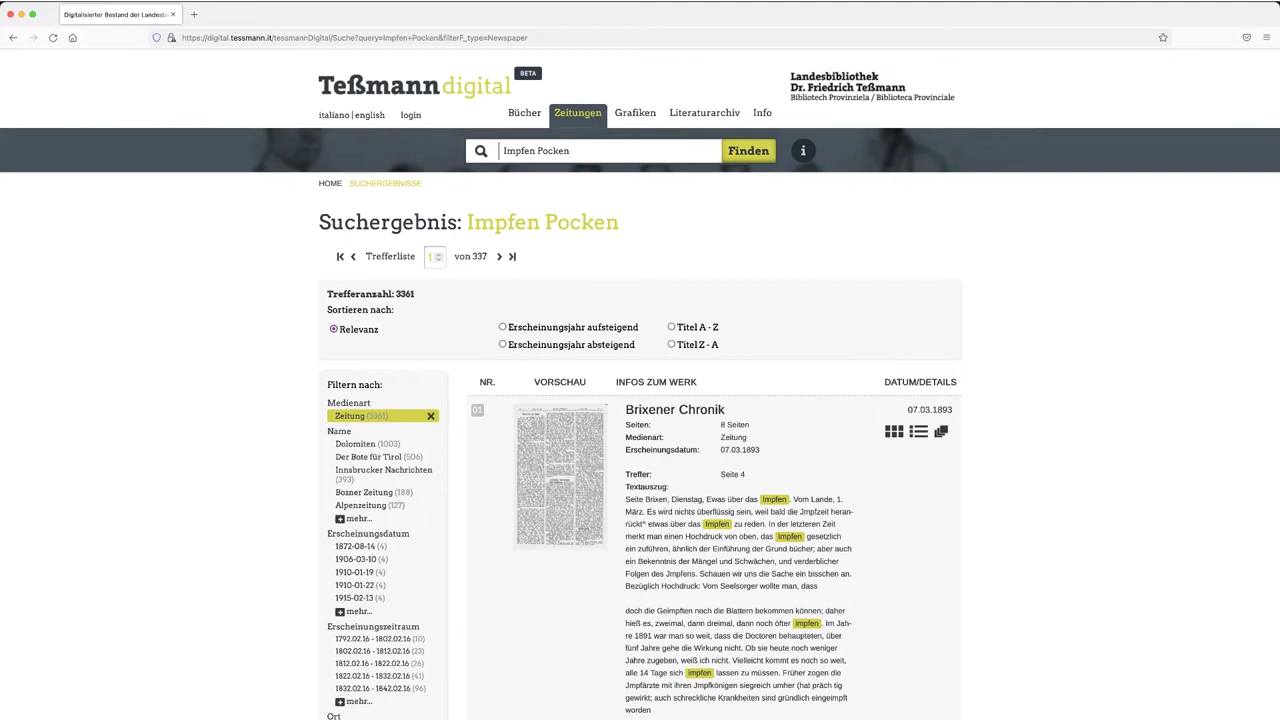 Digitalisierter Bestand der Landesbi
https://digital.tessmann.it/tessmannDigital/Suche?query=Impfen+Pocken&filterF_type=Newspaper
Teßmann digital
BETA
Landesbibliothek
Dr. Friedrich Teßmann
Bibliotech Provinziela / Biblioteca Provinciale
italiano | english login
Bücher Zeitungen Grafiken Literaturarchiv Info
Impfen Pocken Finden i
HOME SUCHERGEBNISSE
Suchergebnis: Impfen Pocken
Trefferliste 1 von 337
Trefferanzahl: 3361
Sortieren nach:
Relevanz
Erscheinungsjahr aufsteigend
Titel A - Z
Erscheinungsjahr absteigend
Titel Z - A
Filtern nach:
Medienart
Zeitung (3361)
Name
Dolomiten (1003)
Der Bote für Tirol (506)
Innsbrucker Nachrichten
(393)
Bozner Zeitung (188)
Alpenzeitung (127)
mehr...
Erscheinungsdatum
1872-08-14 (4)
1906-03-10 (4)
1910-01-19 (4)
1910-01-22 (4)
1915-02-13 (4)
mehr...
Erscheinungszeitraum
1792.02.16 - 1802.02.16 (10)
1802.02.16 - 1812.02.16 (23)
1812.02.16 - 1822.02.16 (26)
1822.02.16 - 1832.02.16 (41)
1832.02.16 - 1842.02.16 (96)
mehr...
Ort
NR. VORSCHAU INFOS ZUM WERK DATUM/DETAILS
01
Brixener Chronik
07.03.1893
Seiten: 8 Seiten
Medienart: Zeitung
Erscheinungsdatum: 07.03.1893
Treffer: Seite 4
Textauszug:
Seite Brixen, Dienstag, Ewas über das Impfen. Vom Lande, 1.
März. Es wird nichts überflüssig sein, weil bald die Jmpfzeit heran-
rückt^ etwas über das Impfen zu reden. In der letzteren Zeit
merkt man einen Hochdruck von oben, das Impfen gesetzlich
ein zuführen, ähnlich der Einführung der Grund bücher; aber auch
ein Bekenntnis der Mängel und Schwächen, und verderblicher
Folgen des Jmpfens. Schauen wir uns die Sache ein bisschen an.
Bezüglich Hochdruck: Vom Seelsorger wollte man, dass
doch die Geimpften noch die Blattern bekommen können; daher
hieß es, zweimal, dann dreimal, dann noch öfter impfen. Im Jah-
re 1891 war man so weit, dass die Doctoren behaupteten, über
fünf Jahre gehe die Wirkung nicht. Ob sie heute noch weniger
Jahre zugeben, weiß ich nicht. Vielleicht kommt es noch so weit,
alle 14 Tage sich impfen lassen zu müssen. Früher zogen die
Jmpfärzte mit ihren Jmpfkönigen siegreich umher (hat präch tig
gewirkt; auch schreckliche Krankheiten sind gründlich eingeimpft
worden